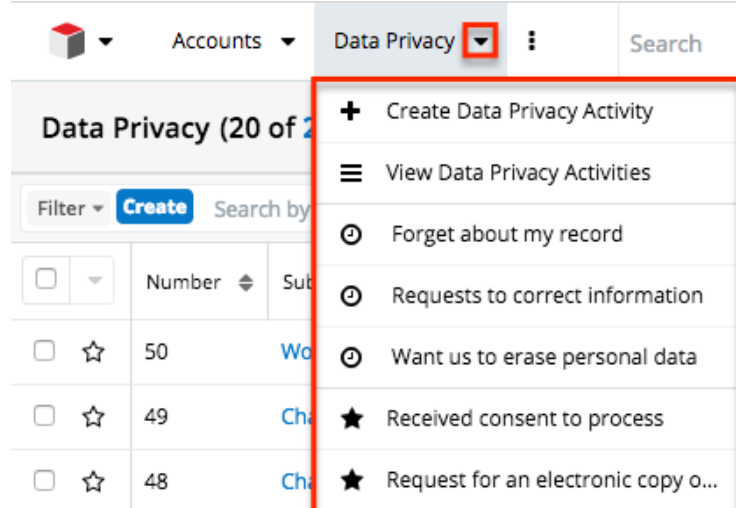 Accounts Data Privacy Search
Data Privacy (20 of
Create Data Privacy Activity
View Data Privacy Activities
Filter Create Search by
Forget about my record
Number
Requests to correct information
50
Want us to erase personal data
49
Received consent to process
48
Request for an electronic copy o...